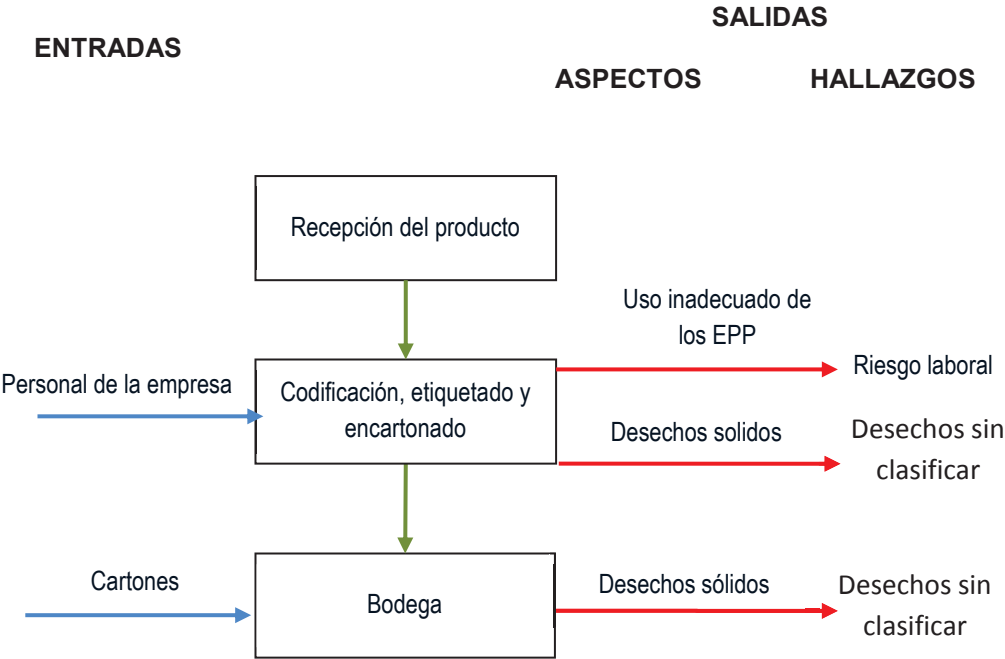 SALIDAS
ENTRADAS
ASPECTOS
HALLAZGOS
Recepción del producto
Uso inadecuado de
los EPP
Riesgo laboral
Personal de la empresa
Codificación, etiquetado y
encartonado
Desechos solidos
Desechos sin
clasificar
Cartones
Bodega
Desechos sólidos
Desechos sin
clasificar